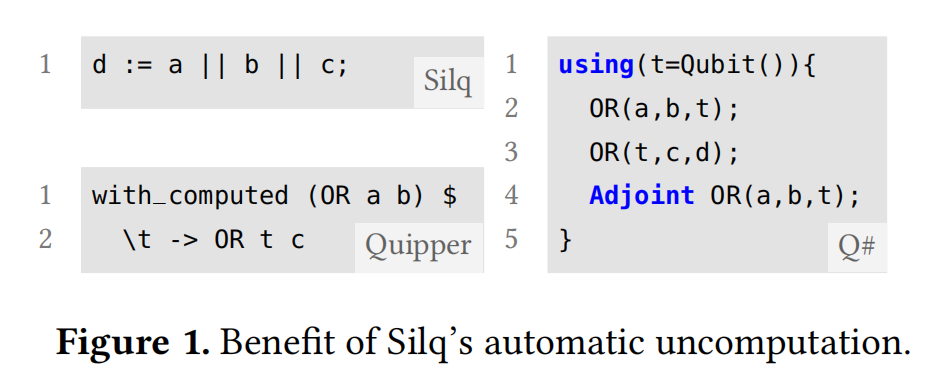 1 d := a || b || c;
Silq
1 with_computed (OR a b) $
2 \t -> OR t c
Quipper
1 using(t=Qubit()){
2 OR(a,b,t);
3 OR(t,c,d);
4 Adjoint OR(a,b,t);
5 }
Q#
Figure 1. Benefit of Silq's automatic uncomputation.